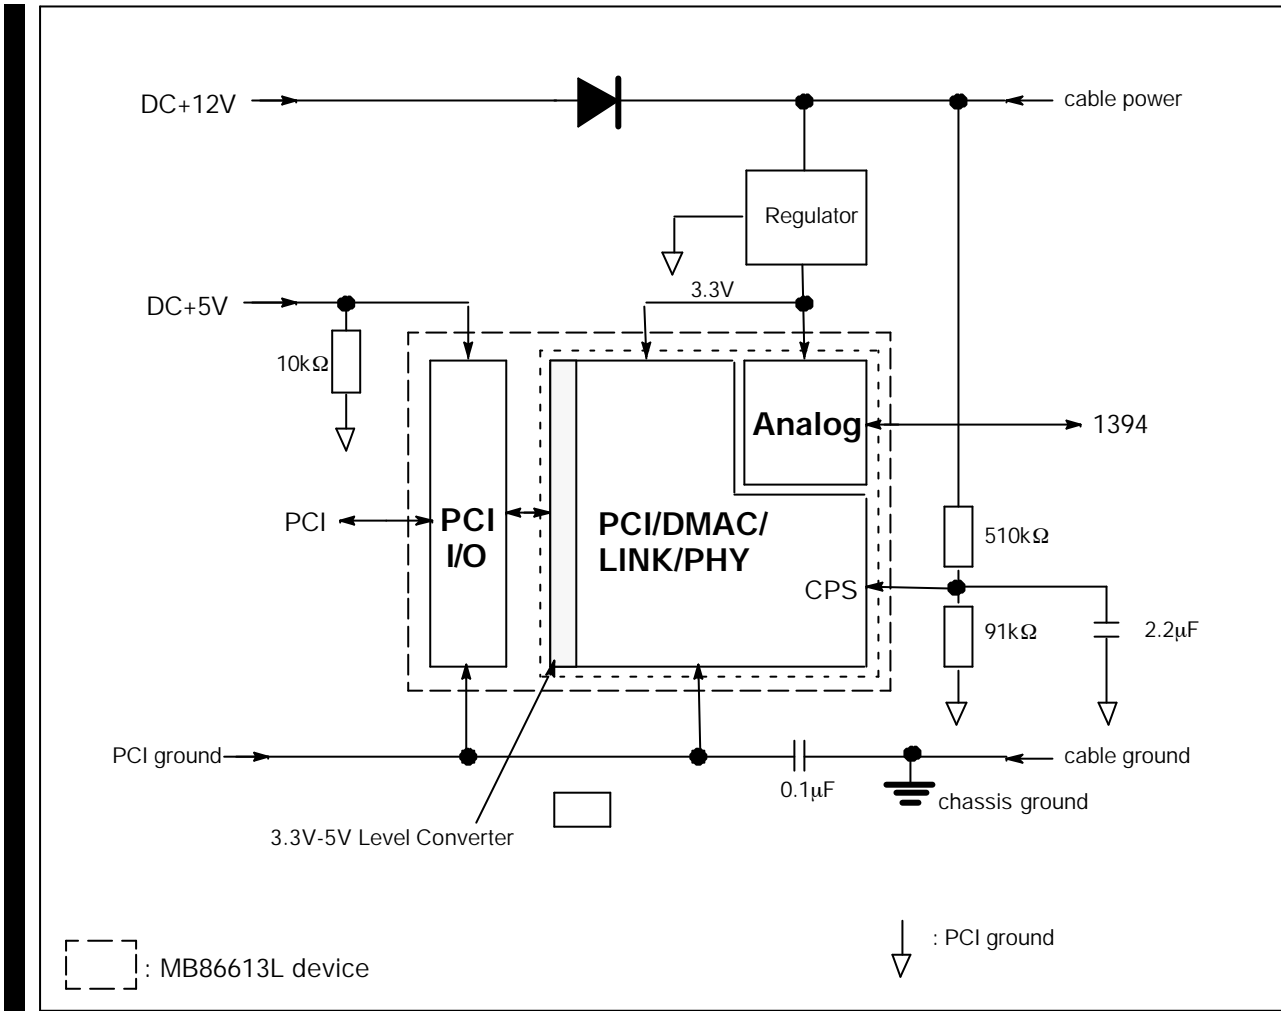 DC+12V
cable power
Regulator
3.3V
DC+5V
10kΩ
Analog
1394
PCI
PCI
I/O
PCI/DMAC/
LINK/PHY
510kΩ
CPS
91kΩ
2.2μF
PCI ground
cable ground
0.1μF
chassis ground
3.3V-5V Level Converter
: PCI ground
: MB86613L device